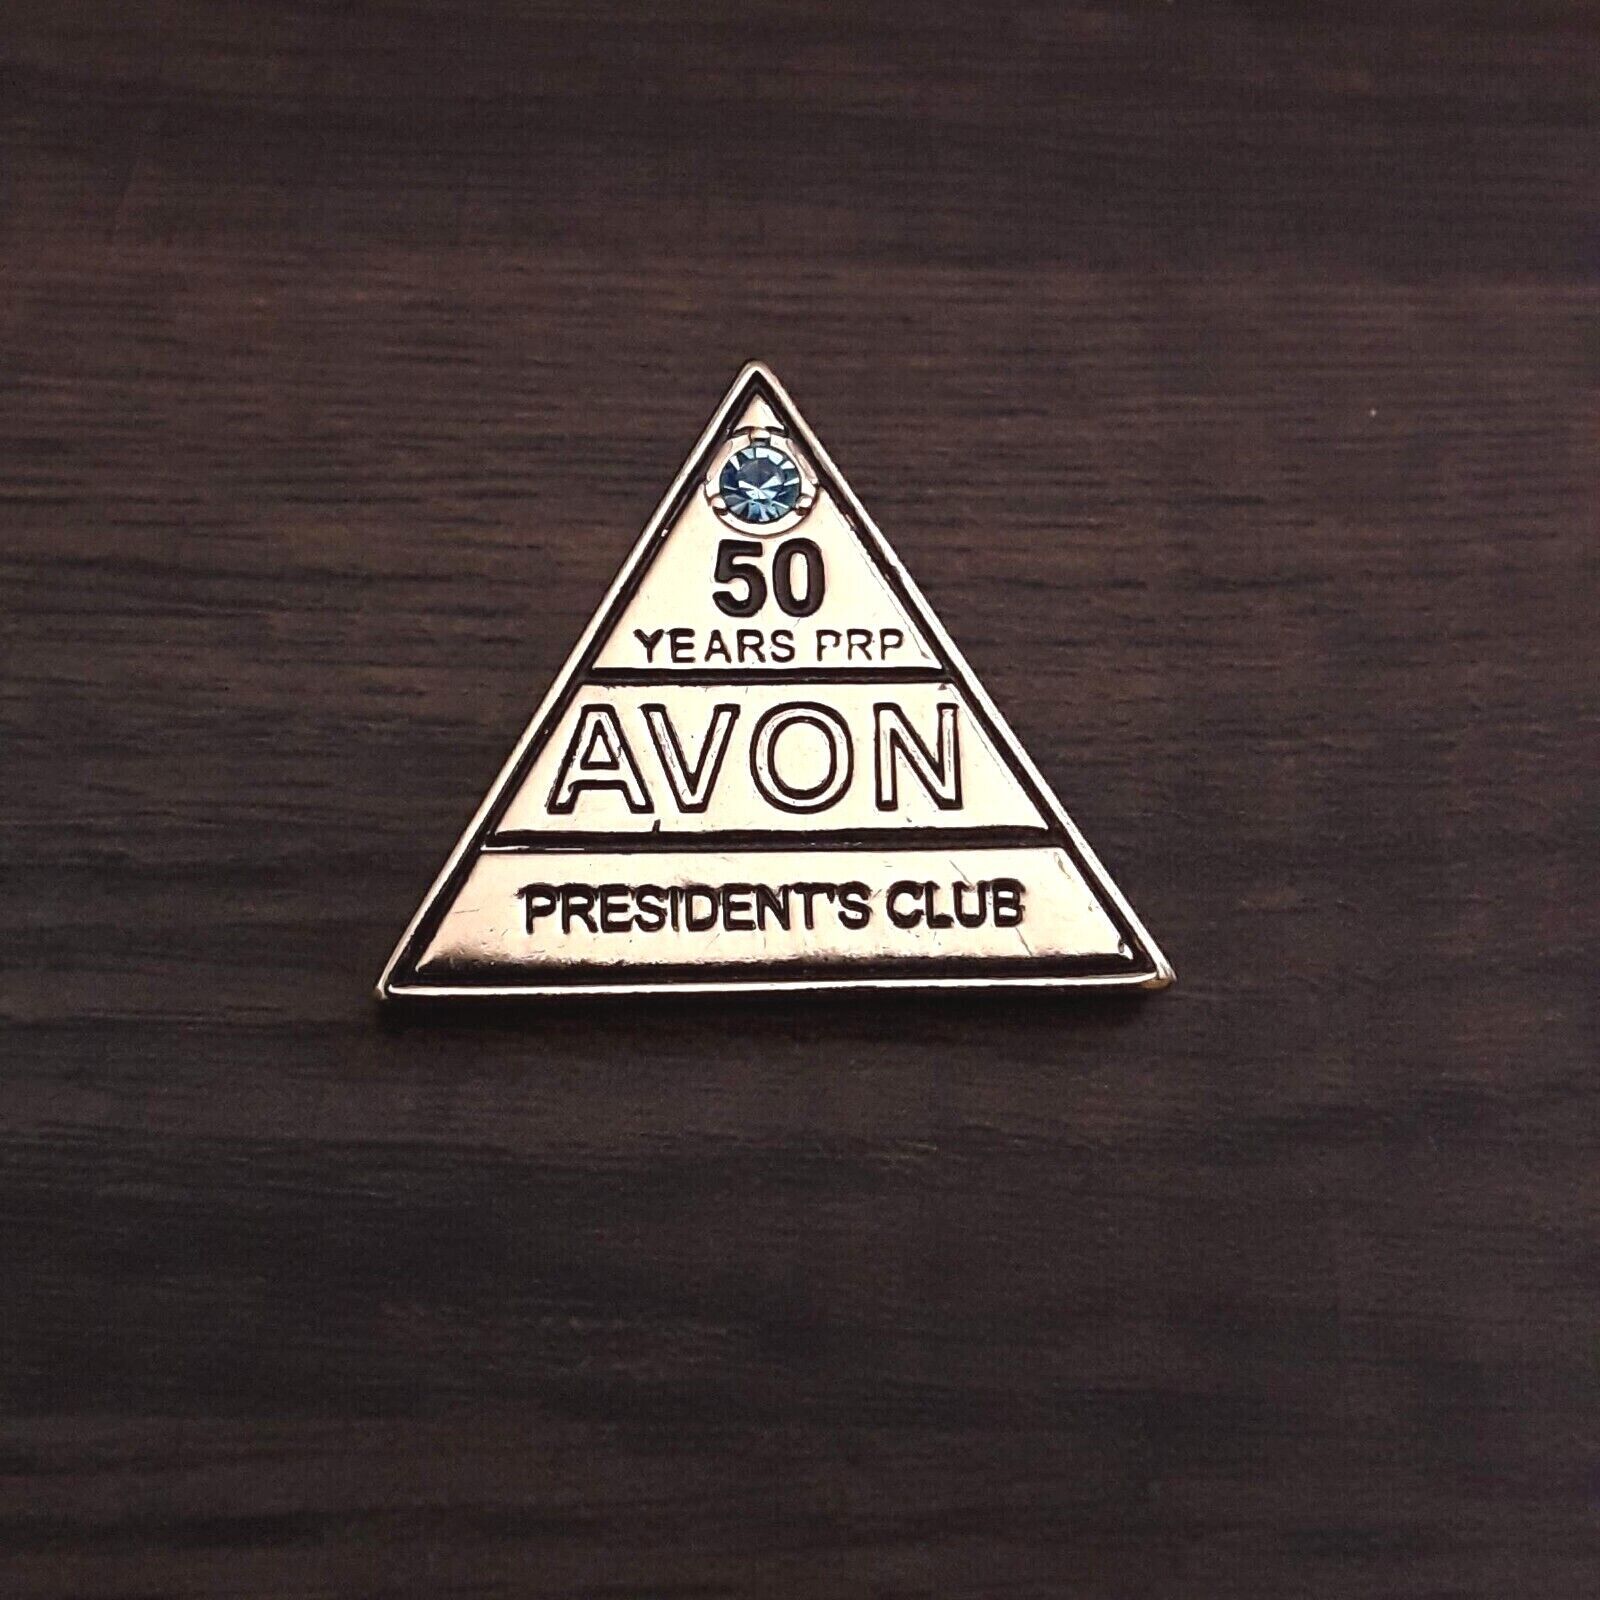 50
YEARS PRP
AVON
PRESIDENT'S CLUB